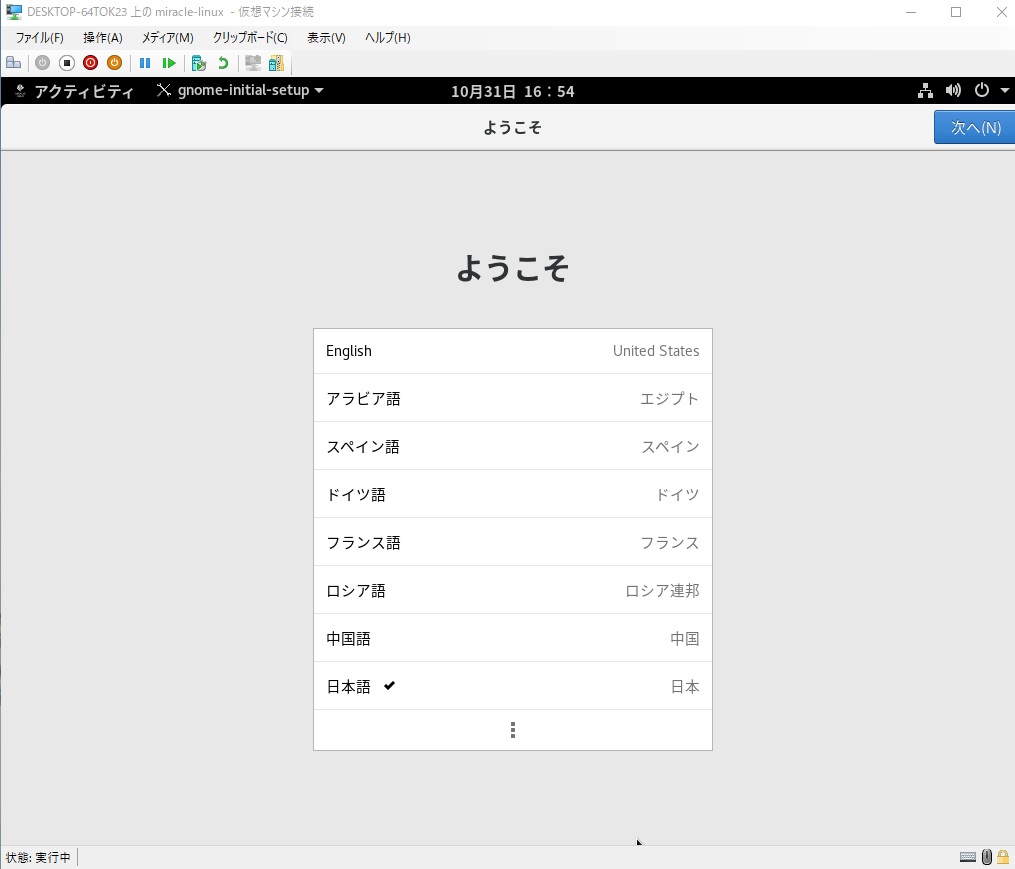 DESKTOP-64TOK23 上の miracle-linux - 仮想マシン接続
ファイル(F) 操作(A) メディア(M) クリップボード(C) 表示(V) ヘルプ(H)
アクティビティ gnome-initial-setup 10月31日 16：54
ようこそ 次へ(N)
ようこそ
English United States
アラビア語 エジプト
スペイン語 スペイン
ドイツ語 ドイツ
フランス語 フランス
ロシア語 ロシア連邦
中国語 中国
日本語 日本
状態: 実行中